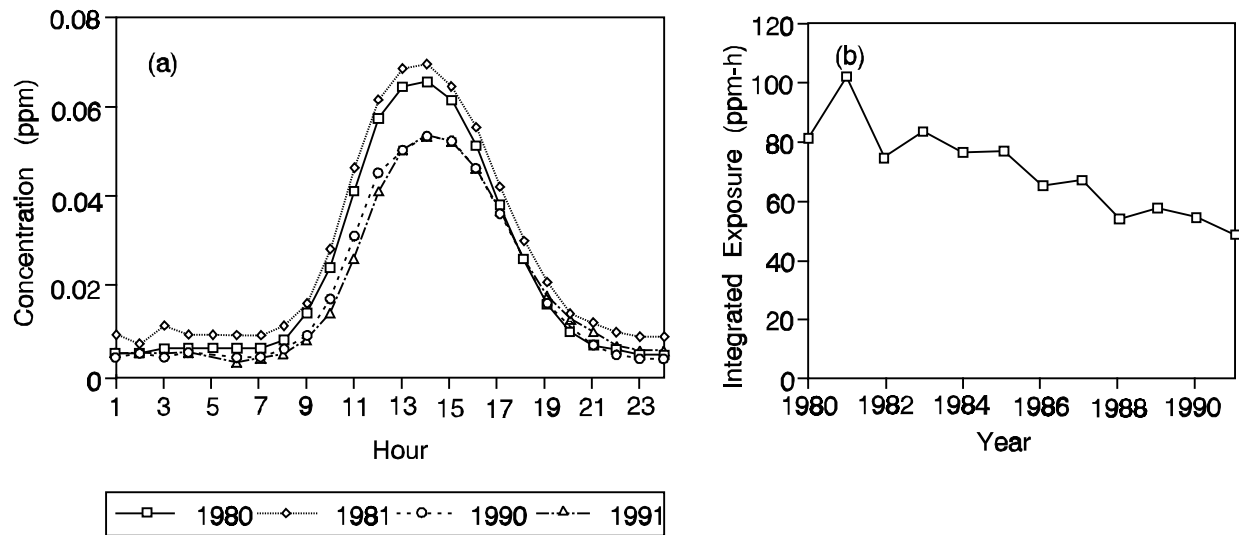 (a)
Concentration (ppm)
0.08
0.06
0.04
0.02
0
1 3 5 7 9 11 13 15 17 19 21 23
Hour
1980 1981 1990 1991
(b)
Integrated Exposure (ppm-h)
120
100
80
60
40
20
0
1980 1982 1984 1986 1988 1990
Year